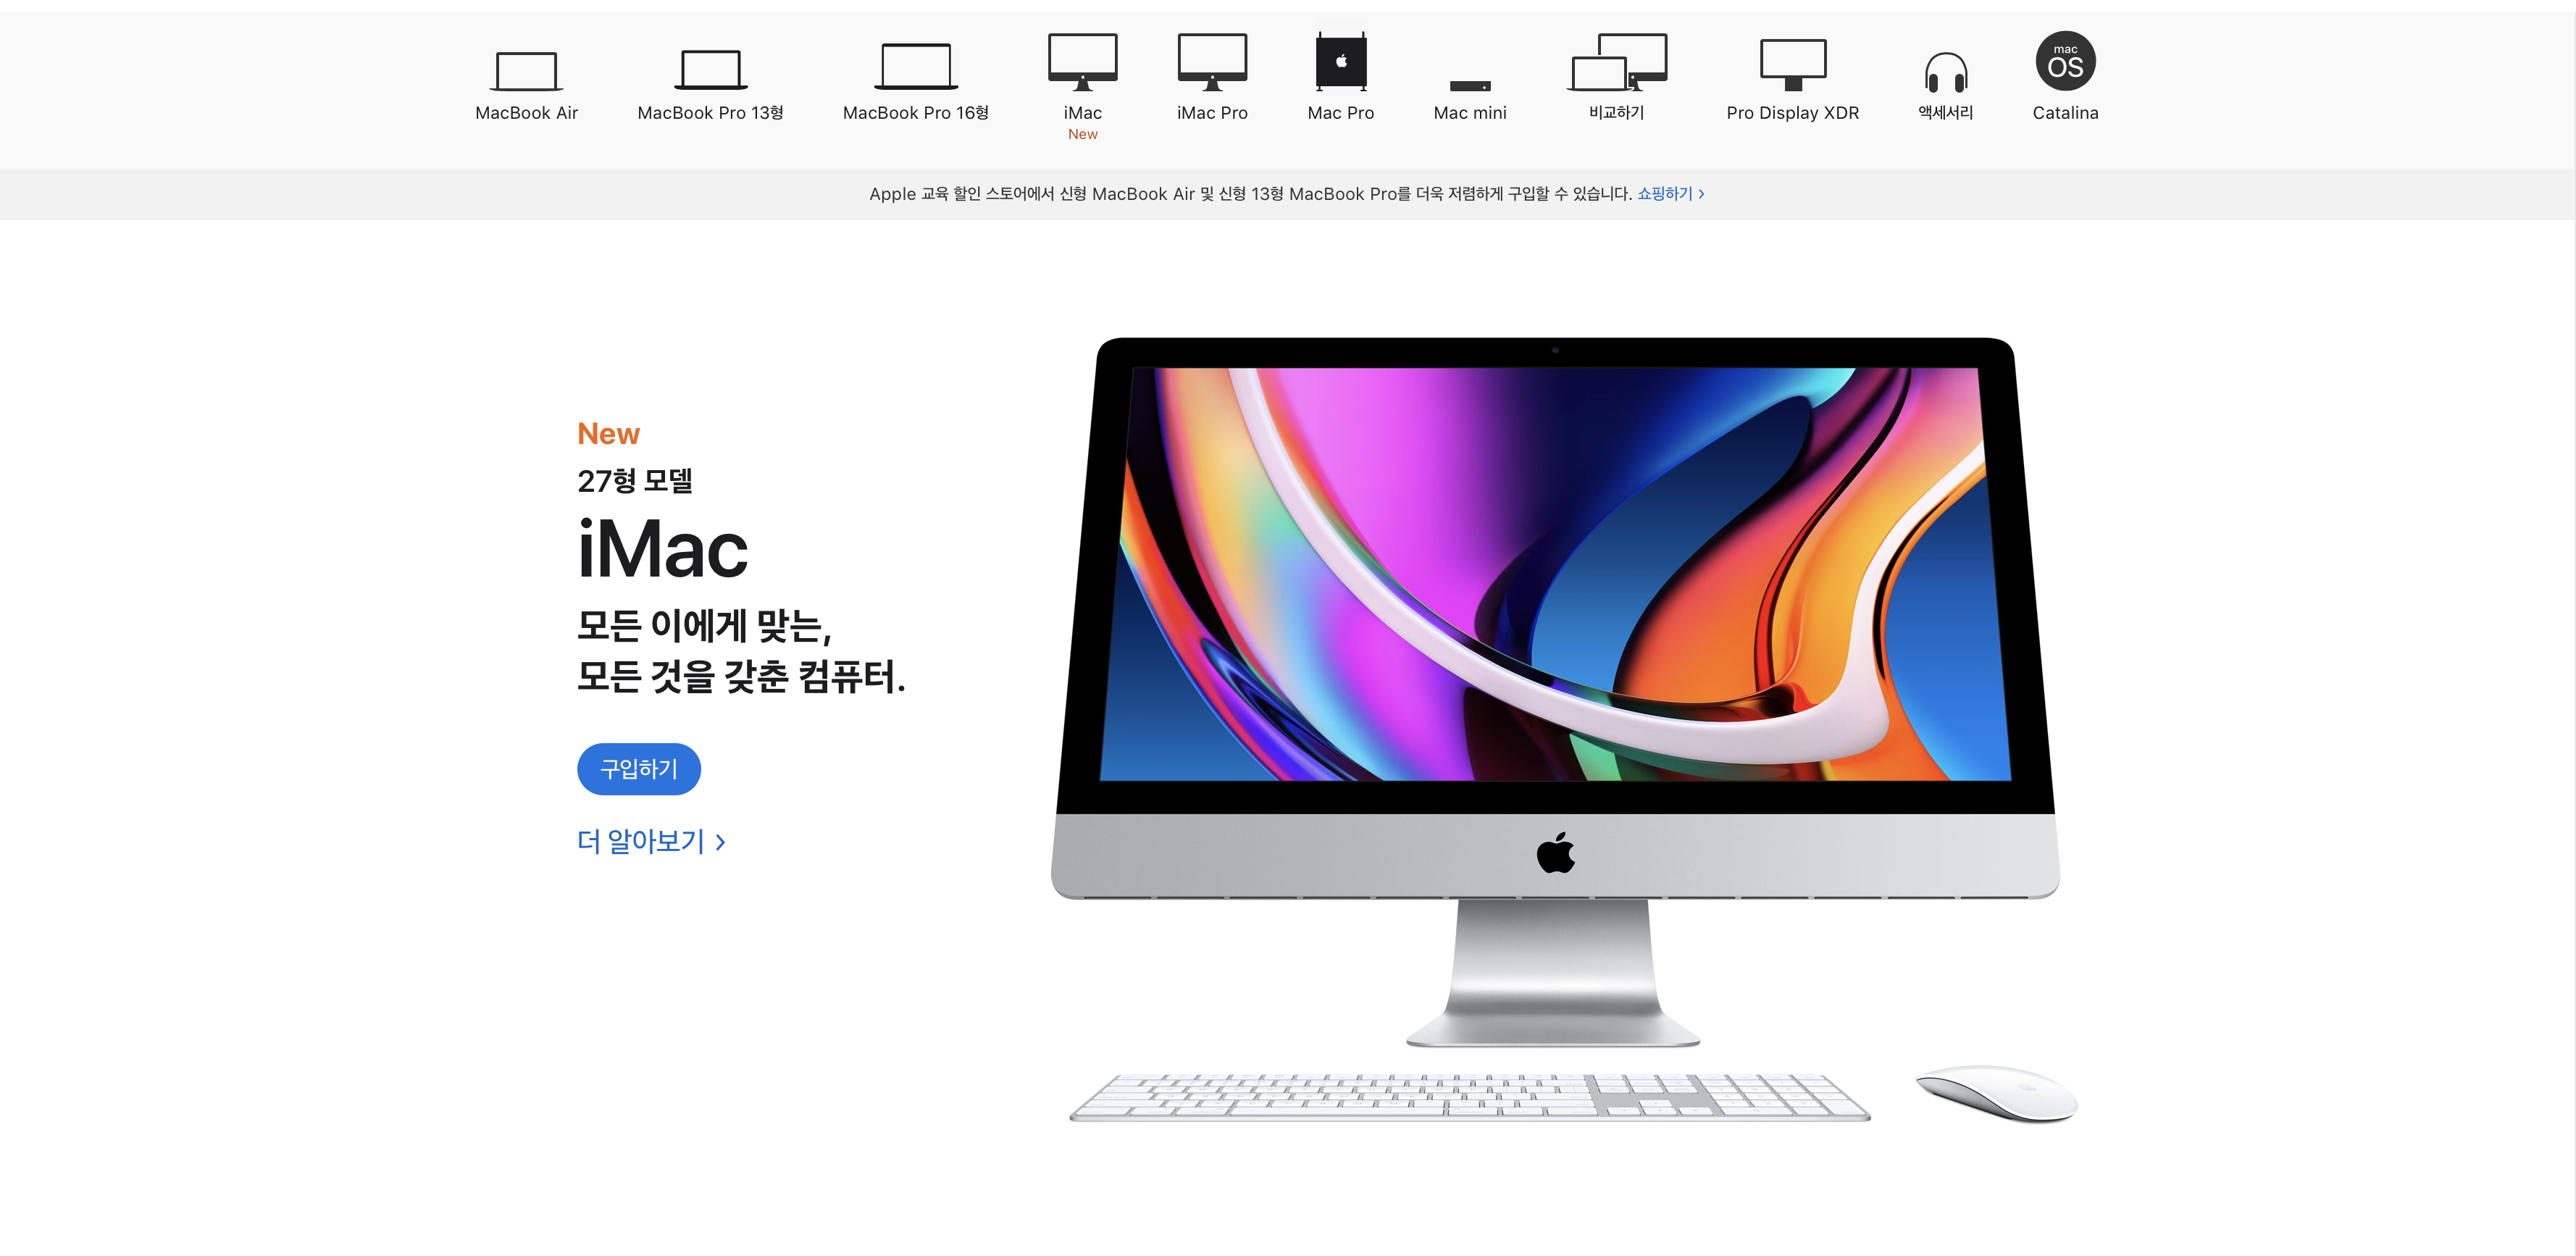 MacBook Air
MacBook Pro 13형
MacBook Pro 16형
iMac
New
iMac Pro
Mac Pro
Mac mini
비교하기
Pro Display XDR
액세서리
mac
OS
Catalina
Apple 교육 할인 스토어에서 신형 MacBook Air 및 신형 13형 MacBook Pro를 더욱 저렴하게 구입할 수 있습니다. 쇼핑하기 >
New
27형 모델
iMac
모든 이에게 맞는,
모든 것을 갖춘 컴퓨터.
구입하기
더 알아보기 >